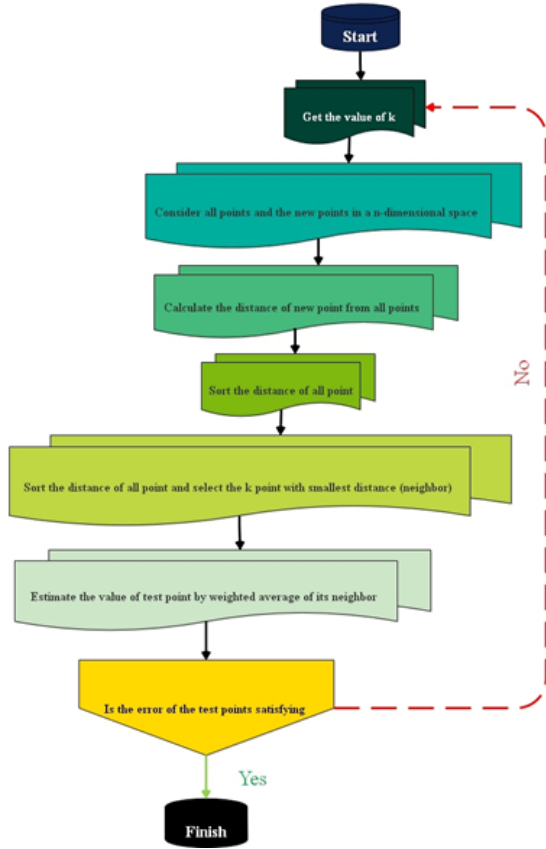 Start
Get the value of k
Consider all points and the new points in a n-dimensional space
Calculate the distance of new point from all points
Sort the distance of all point
Sort the distance of all point and select the k point with smallest distance (neighbor)
Estimate the value of test point by weighted average of its neighbor
Is the error of the test points satisfying
No
Yes
Finish